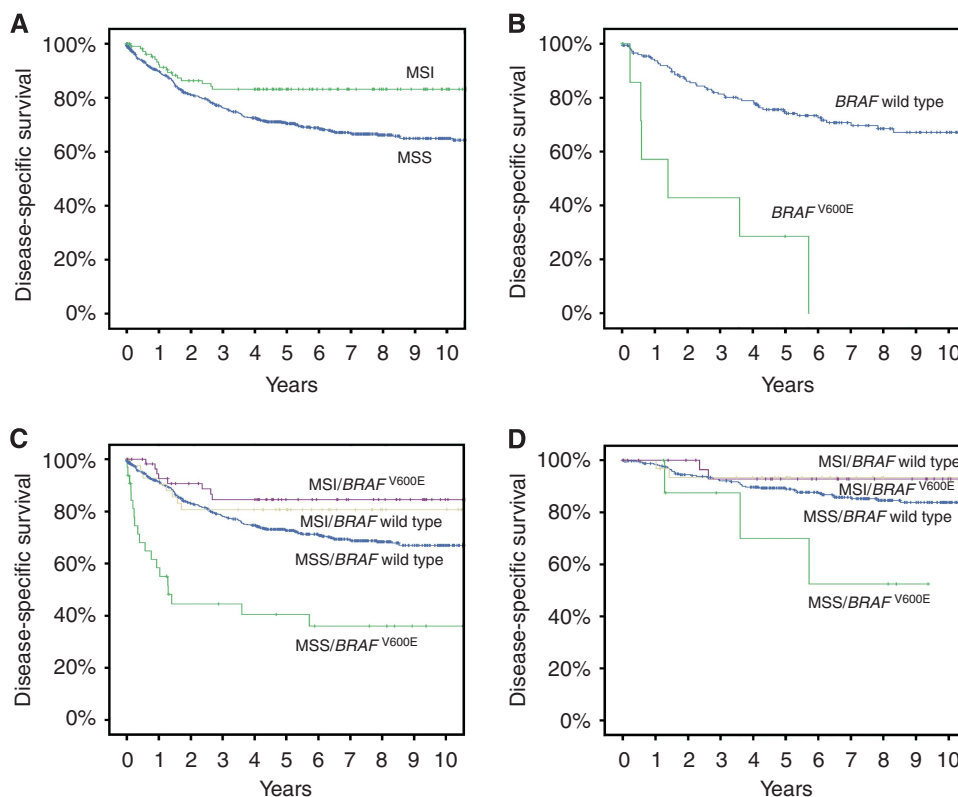 A
100%
80%
60%
40%
20%
0%
Disease-specific survival
MSI
MSS
0 1 2 3 4 5 6 7 8 9 10
Years
B
100%
80%
60%
40%
20%
0%
Disease-specific survival
BRAF wild type
BRAF V600E
0 1 2 3 4 5 6 7 8 9 10
Years
C
100%
80%
60%
40%
20%
0%
Disease-specific survival
MSI/BRAF V600E
MSI/BRAF wild type
MSS/BRAF wild type
MSS/BRAF V600E
0 1 2 3 4 5 6 7 8 9 10
Years
D
100%
80%
60%
40%
20%
0%
Disease-specific survival
MSI/BRAF wild type
MSI/BRAF V600E
MSS/BRAF wild type
MSS/BRAF V600E
0 1 2 3 4 5 6 7 8 9 10
Years